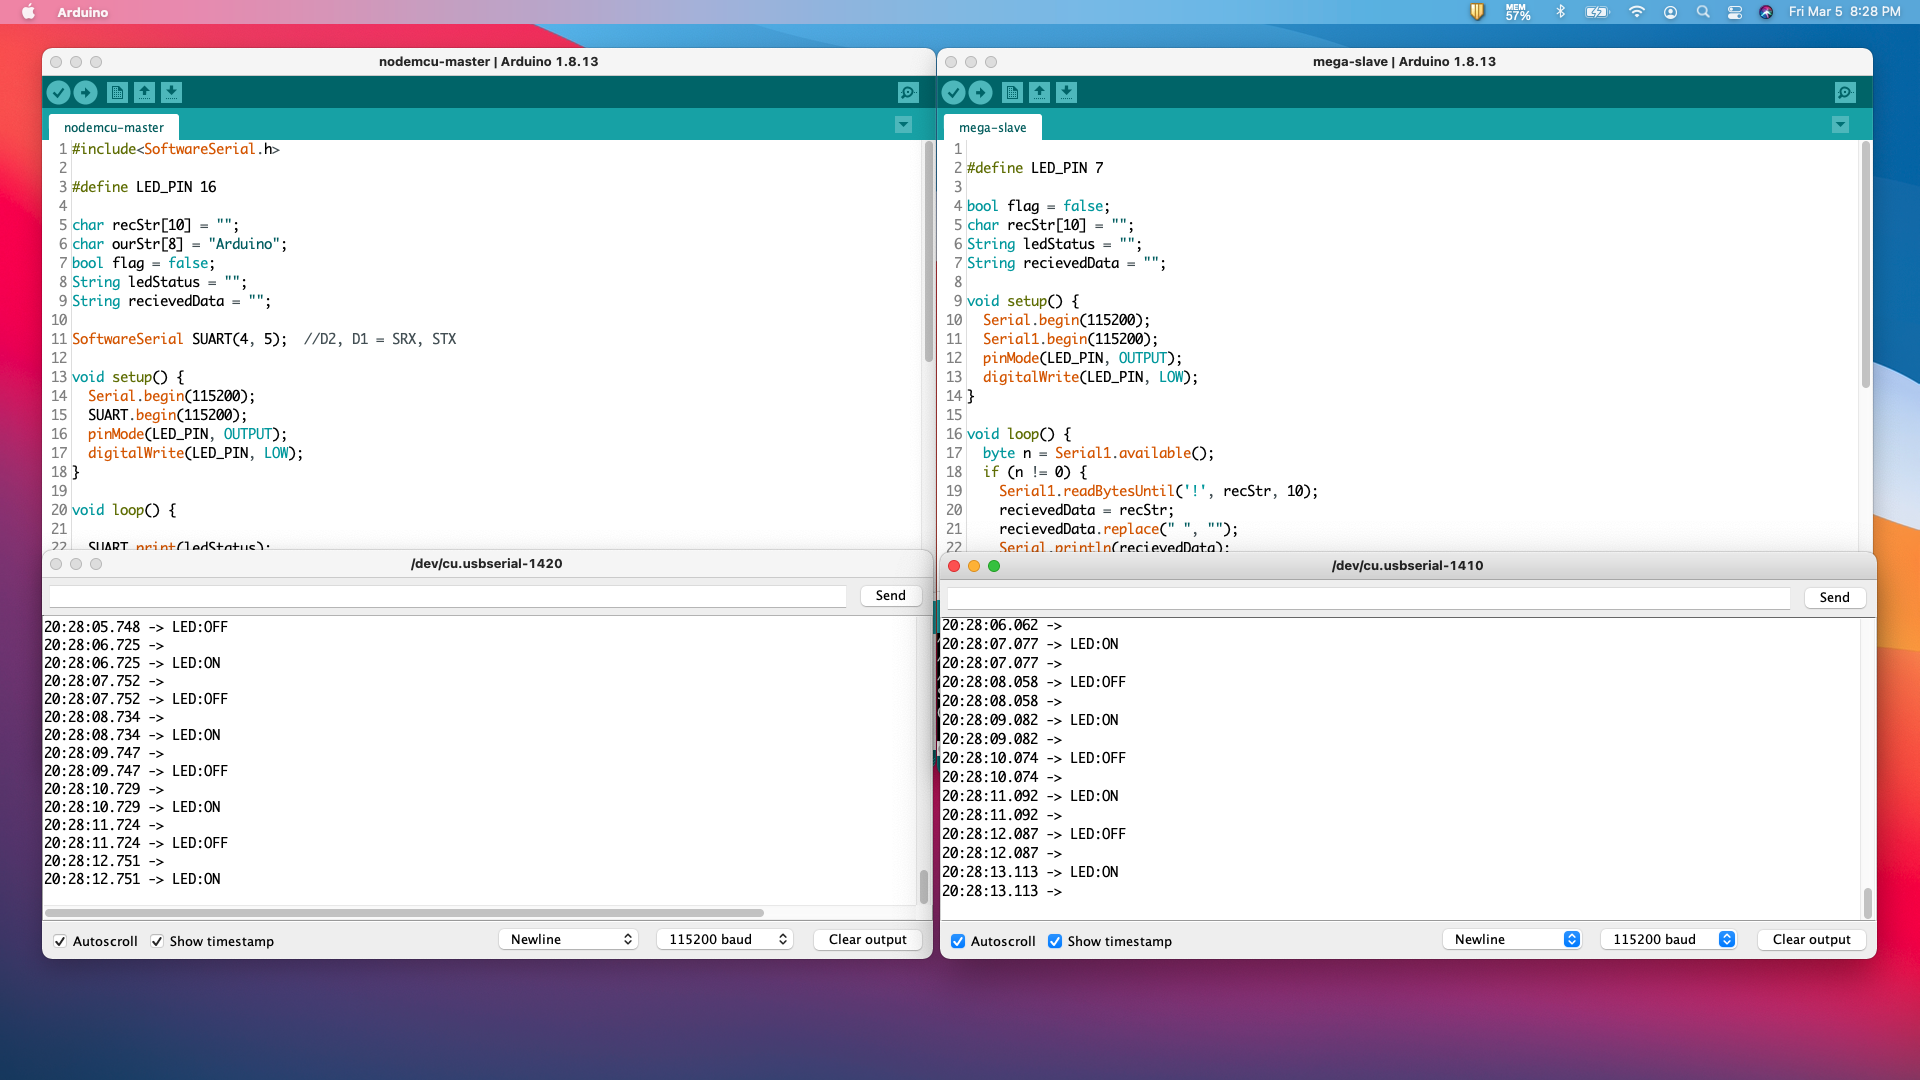 Arduino
MEM
57%
Fri Mar 5 8:28 PM
nodemcu-master | Arduino 1.8.13
nodemcu-master
1 #include<SoftwareSerial.h>
2
3 #define LED_PIN 16
4
5 char recStr[10] = "";
6 char ourStr[8] = "Arduino";
7 bool flag = false;
8 String ledStatus = "";
9 String recievedData = "";
10
11 SoftwareSerial SUART(4, 5);  //D2, D1 = SRX, STX
12
13 void setup() {
14   Serial.begin(115200);
15   SUART.begin(115200);
16   pinMode(LED_PIN, OUTPUT);
17   digitalWrite(LED_PIN, LOW);
18 }
19
20 void loop() {
21
22   SUART.print(ledStatus);
/dev/cu.usbserial-1420
Send
20:28:05.748 -> LED:OFF
20:28:06.725 ->
20:28:06.725 -> LED:ON
20:28:07.752 ->
20:28:07.752 -> LED:OFF
20:28:08.734 ->
20:28:08.734 -> LED:ON
20:28:09.747 ->
20:28:09.747 -> LED:OFF
20:28:10.729 ->
20:28:10.729 -> LED:ON
20:28:11.724 ->
20:28:11.724 -> LED:OFF
20:28:12.751 ->
20:28:12.751 -> LED:ON
Autoscroll Show timestamp Newline 115200 baud Clear output
mega-slave | Arduino 1.8.13
mega-slave
1
2 #define LED_PIN 7
3
4 bool flag = false;
5 char recStr[10] = "";
6 String ledStatus = "";
7 String recievedData = "";
8
9 void setup() {
10   Serial.begin(115200);
11   Serial1.begin(115200);
12   pinMode(LED_PIN, OUTPUT);
13   digitalWrite(LED_PIN, LOW);
14 }
15
16 void loop() {
17   byte n = Serial1.available();
18   if (n != 0) {
19     Serial1.readBytesUntil('!', recStr, 10);
20     recievedData = recStr;
21     recievedData.replace(" ", "");
22     Serial.println(recievedData);
/dev/cu.usbserial-1410
Send
20:28:06.062 ->
20:28:07.077 -> LED:ON
20:28:07.077 ->
20:28:08.058 -> LED:OFF
20:28:08.058 ->
20:28:09.082 -> LED:ON
20:28:09.082 ->
20:28:10.074 -> LED:OFF
20:28:10.074 ->
20:28:11.092 -> LED:ON
20:28:11.092 ->
20:28:12.087 -> LED:OFF
20:28:12.087 ->
20:28:13.113 -> LED:ON
20:28:13.113 ->
Autoscroll Show timestamp Newline 115200 baud Clear output